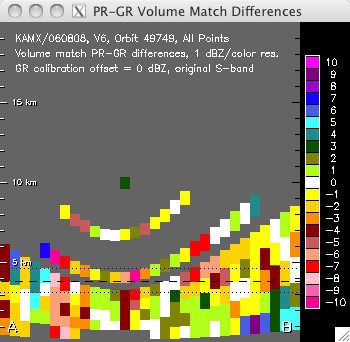 PR-GR Volume Match Differences
KAMX/060808, V6, Orbit 49749, All Points
Volume match PR-GR differences, 1 dBZ/color res.
GR calibration offset = 0 dBZ, original S-band
15 km
10 km
5 km
A
B
10
9
8
7
6
5
4
3
2
1
0
-1
-2
-3
-4
-5
-6
-7
-8
-9
-10